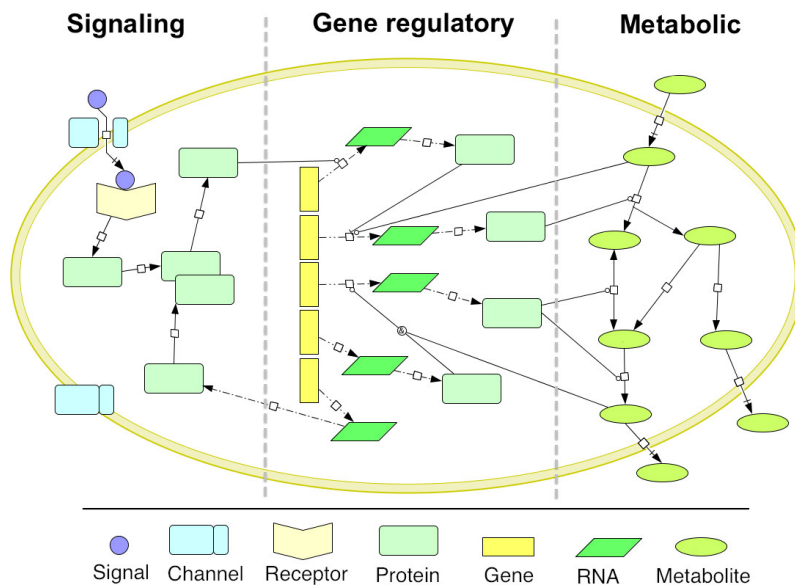 Signaling
Gene regulatory
Metabolic
&
Signal
Channel
Receptor
Protein
Gene
RNA
Metabolite